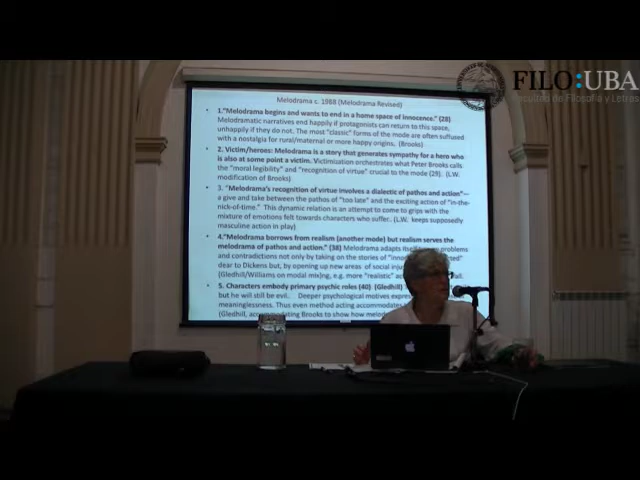 FILO:UBA
Facultad de Filosofía y Letras
Melodrama c. 1988 (Melodrama Revised)
• 1."Melodrama begins and wants to end in a home space of innocence." (28)
Melodramatic narratives end happily if protagonists can return to this space,
unhappily if they do not. The most "classic" forms of the mode are often suffused
with a nostalgia for rural/maternal or more happy origins, (Brooks)
• 2. Victim/heroes: Melodrama is a story that generates sympathy for a hero who
is also at some point a victim. Victimization orchestrates what Peter Brooks calls
the "moral legibility" and "recognition of virtue" crucial to the mode (29). (L.W.
modification of Brooks)
• 3. "Melodrama's recognition of virtue involves a dialectic of pathos and action"—
a give and take between the pathos of "too late" and the exciting action of "in-the-
nick-of-time." This dynamic relation is an attempt to come to grips with the
mixture of emotions felt towards characters who suffer. (L.W. keeps supposedly
masculine action in play)
• 4."Melodrama borrows from realism (another mode) but realism serves the
melodrama of pathos and action." (38) Melodrama adapts itself problems
and contradictions not only by taking on the stories of
dear to Dickens but, by opening up new areas of social
(Gledhill/Williams on modal mixing, e.g. more "realistic"
• 5. Characters embody primary psychic roles (40) (Gledhill)
but he will still be evil.. Deeper psychological motives
meaninglessness. Thus even method acting accommodates
(Gledhill, accommodating Brooks to show how